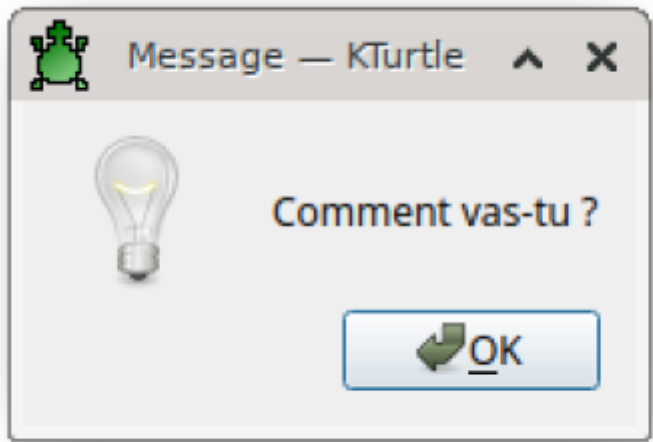 Message — KTurtle
Comment vas-tu ?
OK